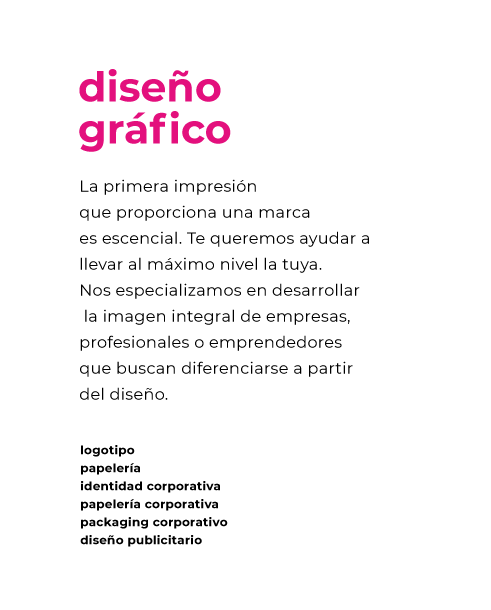 diseño
gráfico
La primera impresión
que proporciona una marca
es escencial. Te queremos ayudar a
llevar al máximo nivel la tuya.
Nos especializamos en desarrollar
la imagen integral de empresas,
profesionales o emprendedores
que buscan diferenciarse a partir
del diseño.
logotipo
papelería
identidad corporativa
papelería corporativa
packaging corporativo
diseño publicitario